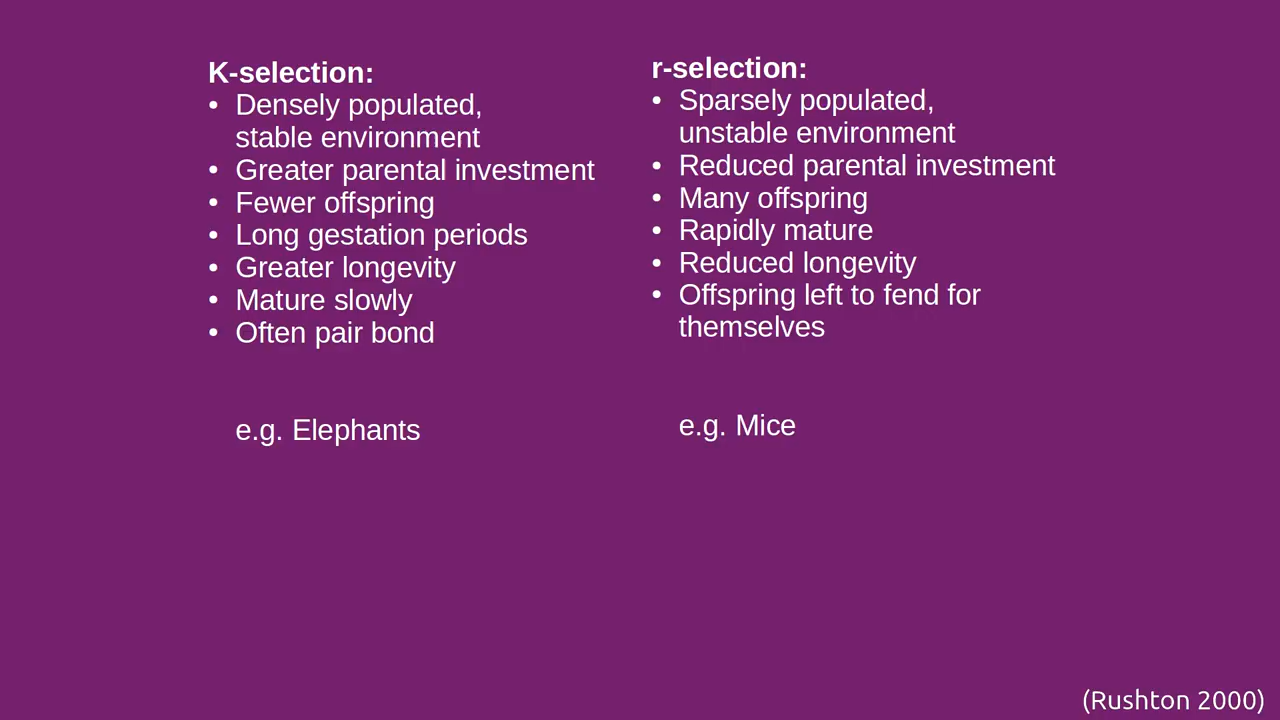 K-selection:
• Densely populated,
stable environment
• Greater parental investment
• Fewer offspring
• Long gestation periods
• Greater longevity
• Mature slowly
• Often pair bond
e.g. Elephants
r-selection:
• Sparsely populated,
unstable environment
• Reduced parental investment
• Many offspring
• Rapidly mature
• Reduced longevity
• Offspring left to fend for
themselves
e.g. Mice
(Rushton 2000)